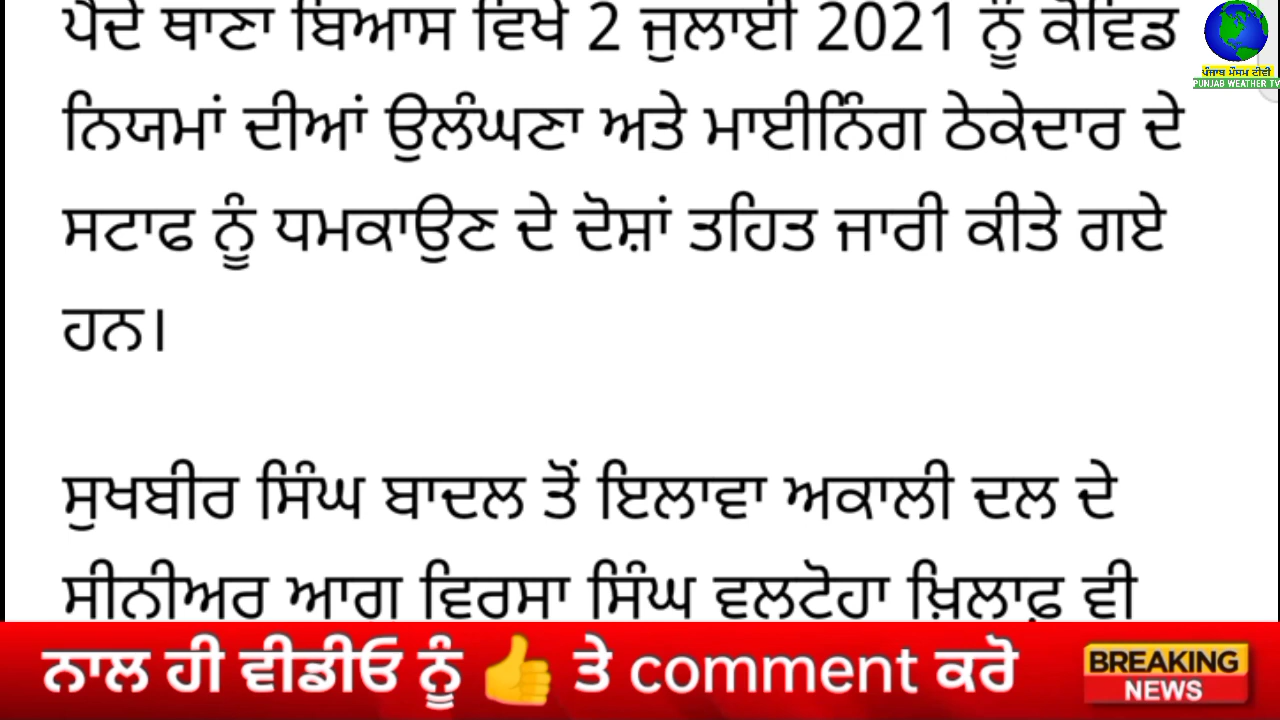 ਪੈਂਦੇ ਥਾਣਾ ਬਿਆਸ ਵਿਖੇ 2 ਜੁਲਾਈ 2021 ਨੂੰ ਕੋਵਿਡ
ਨਿਯਮਾਂ ਦੀਆਂ ਉਲੰਘਣਾ ਅਤੇ ਮਾਈਨਿੰਗ ਠੇਕੇਦਾਰ ਦੇ
ਸਟਾਫ ਨੂੰ ਧਮਕਾਉਣ ਦੇ ਦੋਸ਼ਾਂ ਤਹਿਤ ਜਾਰੀ ਕੀਤੇ ਗਏ
ਹਨ।
ਸੁਖਬੀਰ ਸਿੰਘ ਬਾਦਲ ਤੋਂ ਇਲਾਵਾ ਅਕਾਲੀ ਦਲ ਦੇ
ਸੀਨੀਅਰ ਆਗ ਵਿਰਸਾ ਸਿੰਘ ਵਲਟੋਹਾ ਖ਼ਿਲਾਫ਼ ਵੀ
ਨਾਲ ਹੀ ਵੀਡੀਓ ਨੂੰ 👍 ਤੇ comment ਕਰੋ
BREAKING
NEWS
ਪੰਜਾਬ ਮੌਸਮ ਟੀਵੀ
PUNJAB WEATHER TV